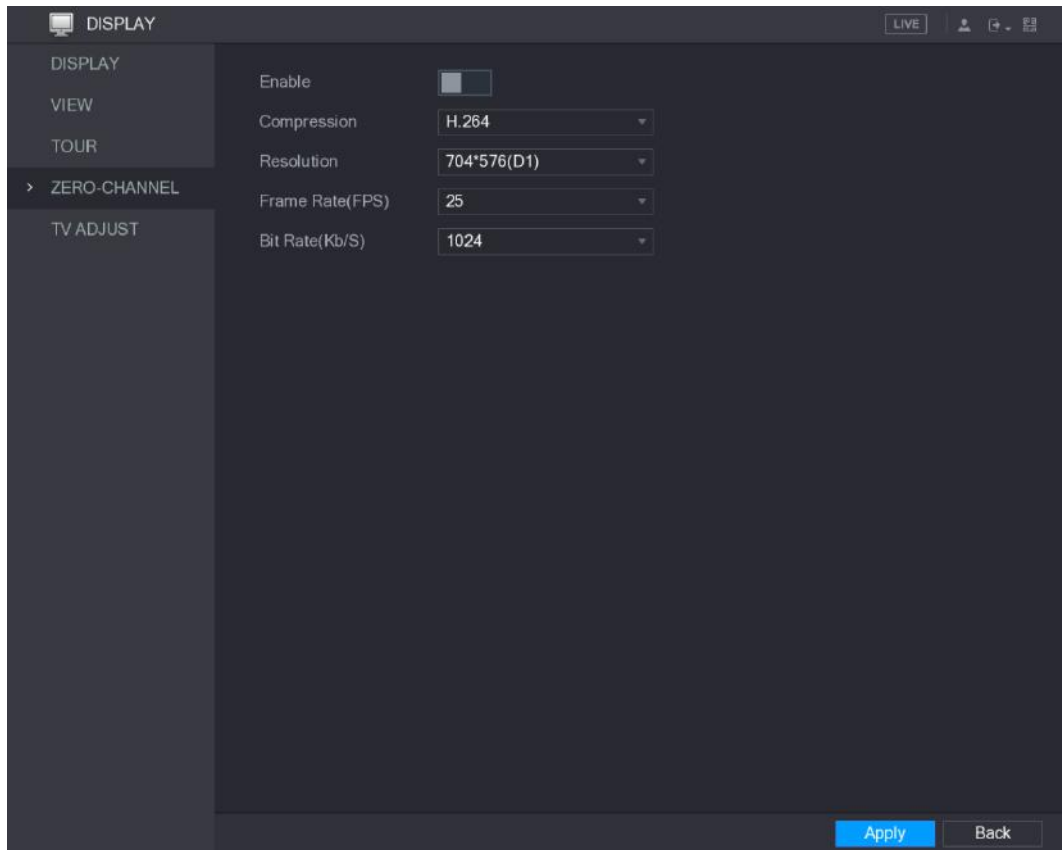 DISPLAY
LIVE
DISPLAY
VIEW
TOUR
> ZERO-CHANNEL
TV ADJUST
Enable
Compression H.264
Resolution 704*576(D1)
Frame Rate(FPS) 25
Bit Rate(Kb/S) 1024
Apply Back